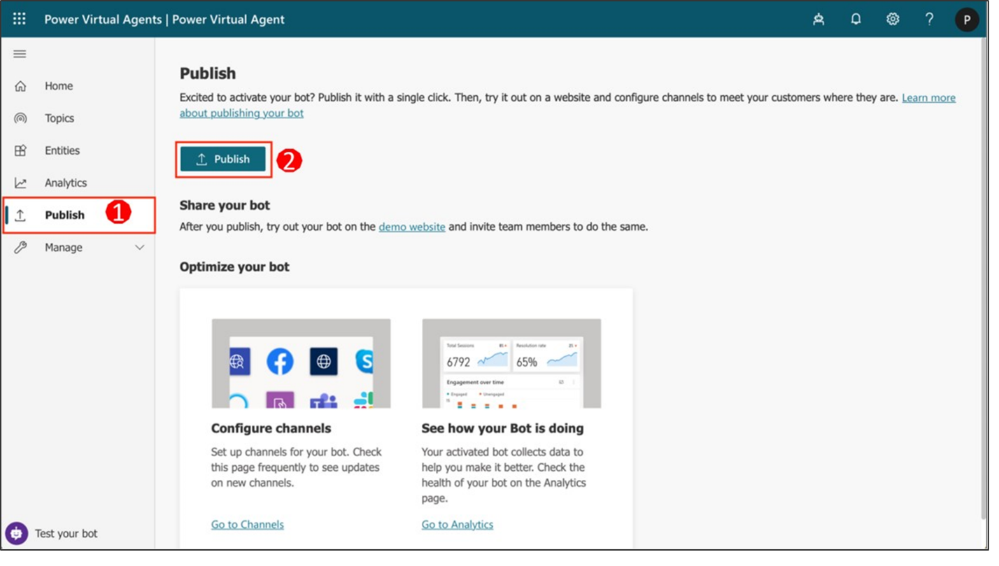 Power Virtual Agents | Power Virtual Agent
P
Home
Topics
Entities
Analytics
Publish
1
Manage
Test your bot
Publish
Excited to activate your bot? Publish it with a single click. Then, try it out on a website and configure channels to meet your customers where they are. Learn more
about publishing your bot
Publish
2
Share your bot
After you publish, try out your bot on the demo website and invite team members to do the same.
Optimize your bot
Total Sessions
6792
Resolution rate
65%
Engagement over time
Engaged
Unengaged
Configure channels
Set up channels for your bot. Check
this page frequently to see updates
on new channels.
Go to Channels
See how your Bot is doing
Your activated bot collects data to
help you make it better. Check the
health of your bot on the Analytics
page.
Go to Analytics